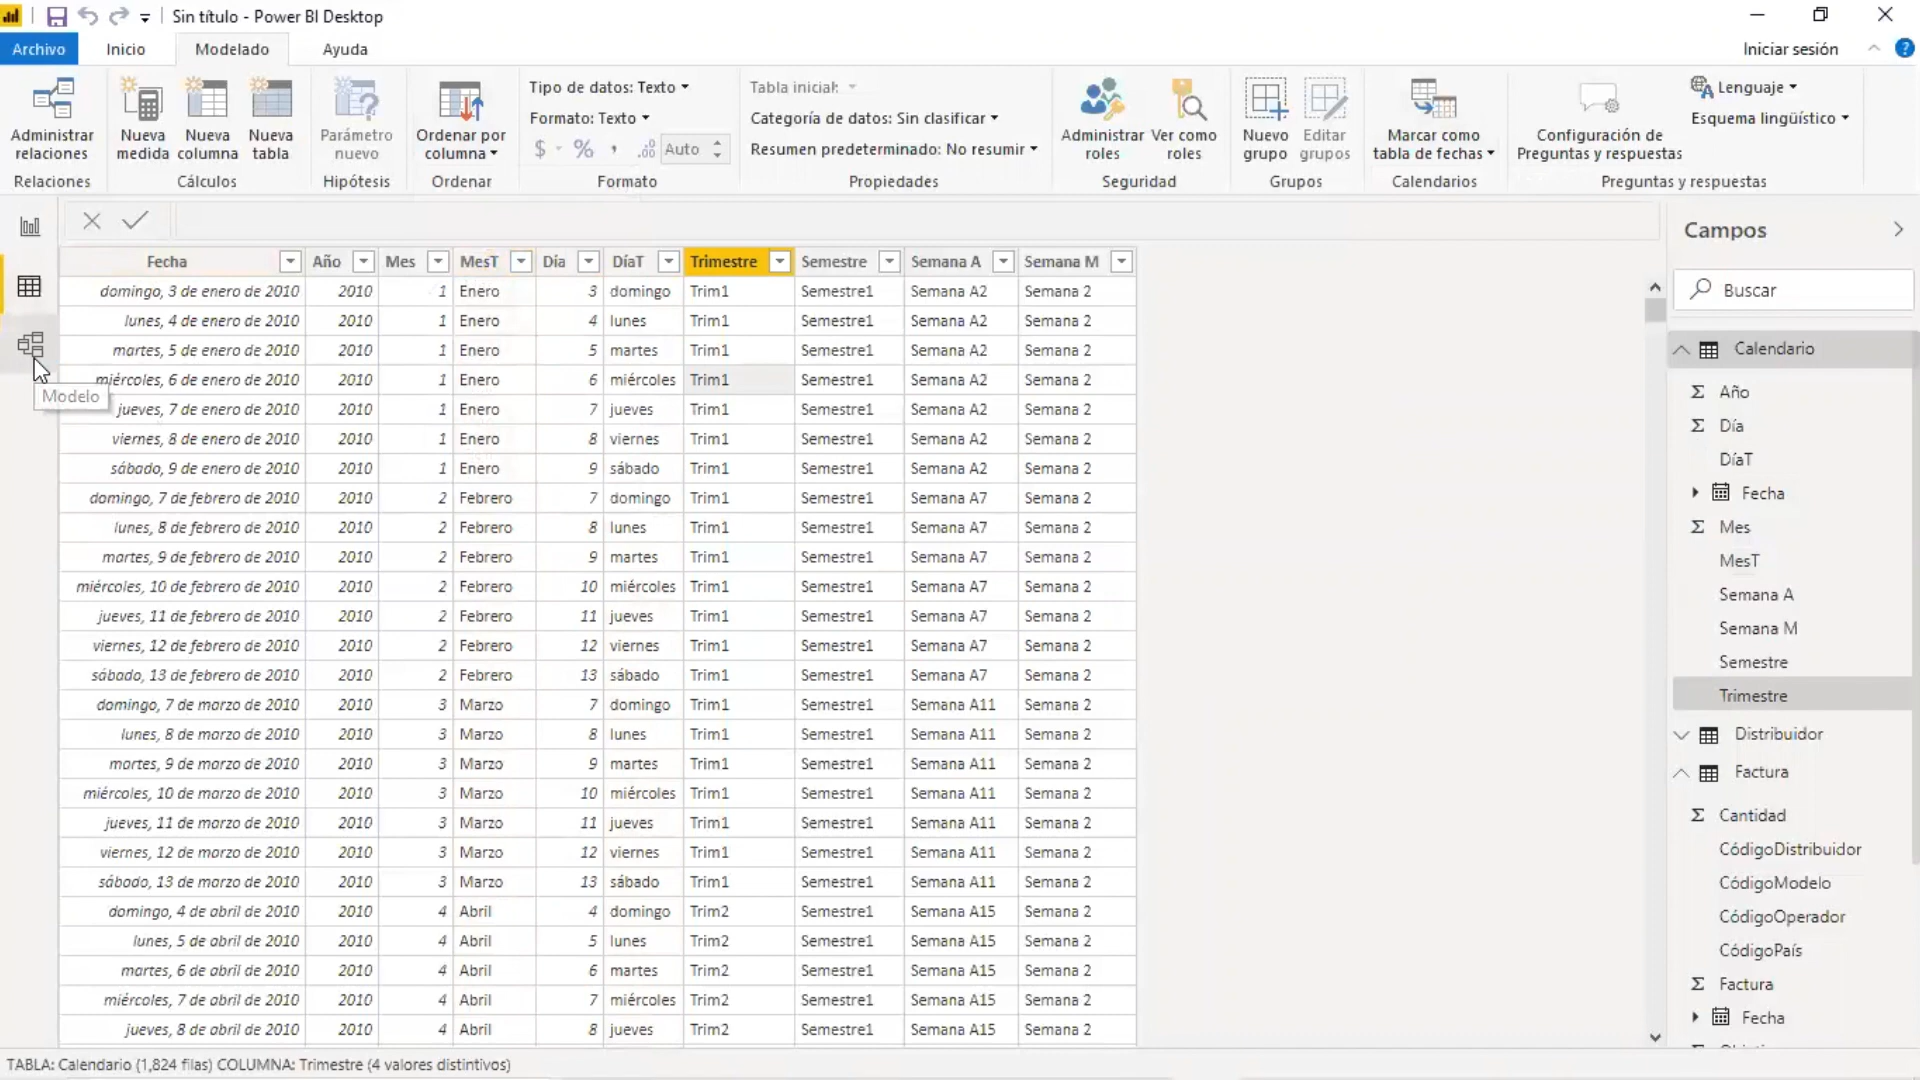 Sin título - Power BI Desktop
Archivo Inicio Modelado Ayuda Iniciar sesión
Administrar relaciones
Nueva medida
Nueva columna
Nueva tabla
Parámetro nuevo
Ordenar por columna
Tipo de datos: Texto
Formato: Texto
$ % , .00 Auto
Tabla inicial:
Categoría de datos: Sin clasificar
Resumen predeterminado: No resumir
Administrar roles
Ver como roles
Nuevo grupo
Editar grupos
Marcar como tabla de fechas
Configuración de Preguntas y respuestas
Lenguaje
Esquema lingüístico
Relaciones Cálculos Hipótesis Ordenar Formato Propiedades Seguridad Grupos Calendarios Preguntas y respuestas
Fecha Año Mes MesT Día DíaT Trimestre Semestre Semana A Semana M
domingo, 3 de enero de 2010 2010 1 Enero 3 domingo Trim1 Semestre1 Semana A2 Semana 2
lunes, 4 de enero de 2010 2010 1 Enero 4 lunes Trim1 Semestre1 Semana A2 Semana 2
martes, 5 de enero de 2010 2010 1 Enero 5 martes Trim1 Semestre1 Semana A2 Semana 2
miércoles, 6 de enero de 2010 2010 1 Enero 6 miércoles Trim1 Semestre1 Semana A2 Semana 2
Modelo
jueves, 7 de enero de 2010 2010 1 Enero 7 jueves Trim1 Semestre1 Semana A2 Semana 2
viernes, 8 de enero de 2010 2010 1 Enero 8 viernes Trim1 Semestre1 Semana A2 Semana 2
sábado, 9 de enero de 2010 2010 1 Enero 9 sábado Trim1 Semestre1 Semana A2 Semana 2
domingo, 7 de febrero de 2010 2010 2 Febrero 7 domingo Trim1 Semestre1 Semana A7 Semana 2
lunes, 8 de febrero de 2010 2010 2 Febrero 8 lunes Trim1 Semestre1 Semana A7 Semana 2
martes, 9 de febrero de 2010 2010 2 Febrero 9 martes Trim1 Semestre1 Semana A7 Semana 2
miércoles, 10 de febrero de 2010 2010 2 Febrero 10 miércoles Trim1 Semestre1 Semana A7 Semana 2
jueves, 11 de febrero de 2010 2010 2 Febrero 11 jueves Trim1 Semestre1 Semana A7 Semana 2
viernes, 12 de febrero de 2010 2010 2 Febrero 12 viernes Trim1 Semestre1 Semana A7 Semana 2
sábado, 13 de febrero de 2010 2010 2 Febrero 13 sábado Trim1 Semestre1 Semana A7 Semana 2
domingo, 7 de marzo de 2010 2010 3 Marzo 7 domingo Trim1 Semestre1 Semana A11 Semana 2
lunes, 8 de marzo de 2010 2010 3 Marzo 8 lunes Trim1 Semestre1 Semana A11 Semana 2
martes, 9 de marzo de 2010 2010 3 Marzo 9 martes Trim1 Semestre1 Semana A11 Semana 2
miércoles, 10 de marzo de 2010 2010 3 Marzo 10 miércoles Trim1 Semestre1 Semana A11 Semana 2
jueves, 11 de marzo de 2010 2010 3 Marzo 11 jueves Trim1 Semestre1 Semana A11 Semana 2
viernes, 12 de marzo de 2010 2010 3 Marzo 12 viernes Trim1 Semestre1 Semana A11 Semana 2
sábado, 13 de marzo de 2010 2010 3 Marzo 13 sábado Trim1 Semestre1 Semana A11 Semana 2
domingo, 4 de abril de 2010 2010 4 Abril 4 domingo Trim2 Semestre1 Semana A15 Semana 2
lunes, 5 de abril de 2010 2010 4 Abril 5 lunes Trim2 Semestre1 Semana A15 Semana 2
martes, 6 de abril de 2010 2010 4 Abril 6 martes Trim2 Semestre1 Semana A15 Semana 2
miércoles, 7 de abril de 2010 2010 4 Abril 7 miércoles Trim2 Semestre1 Semana A15 Semana 2
jueves, 8 de abril de 2010 2010 4 Abril 8 jueves Trim2 Semestre1 Semana A15 Semana 2
Campos
Buscar
Calendario
Σ Año
Σ Día
DíaT
Fecha
Σ Mes
MesT
Semana A
Semana M
Semestre
Trimestre
Distribuidor
Factura
Σ Cantidad
CódigoDistribuidor
CódigoModelo
CódigoOperador
CódigoPaís
Σ Factura
Fecha
TABLA: Calendario (1,824 filas) COLUMNA: Trimestre (4 valores distintivos)